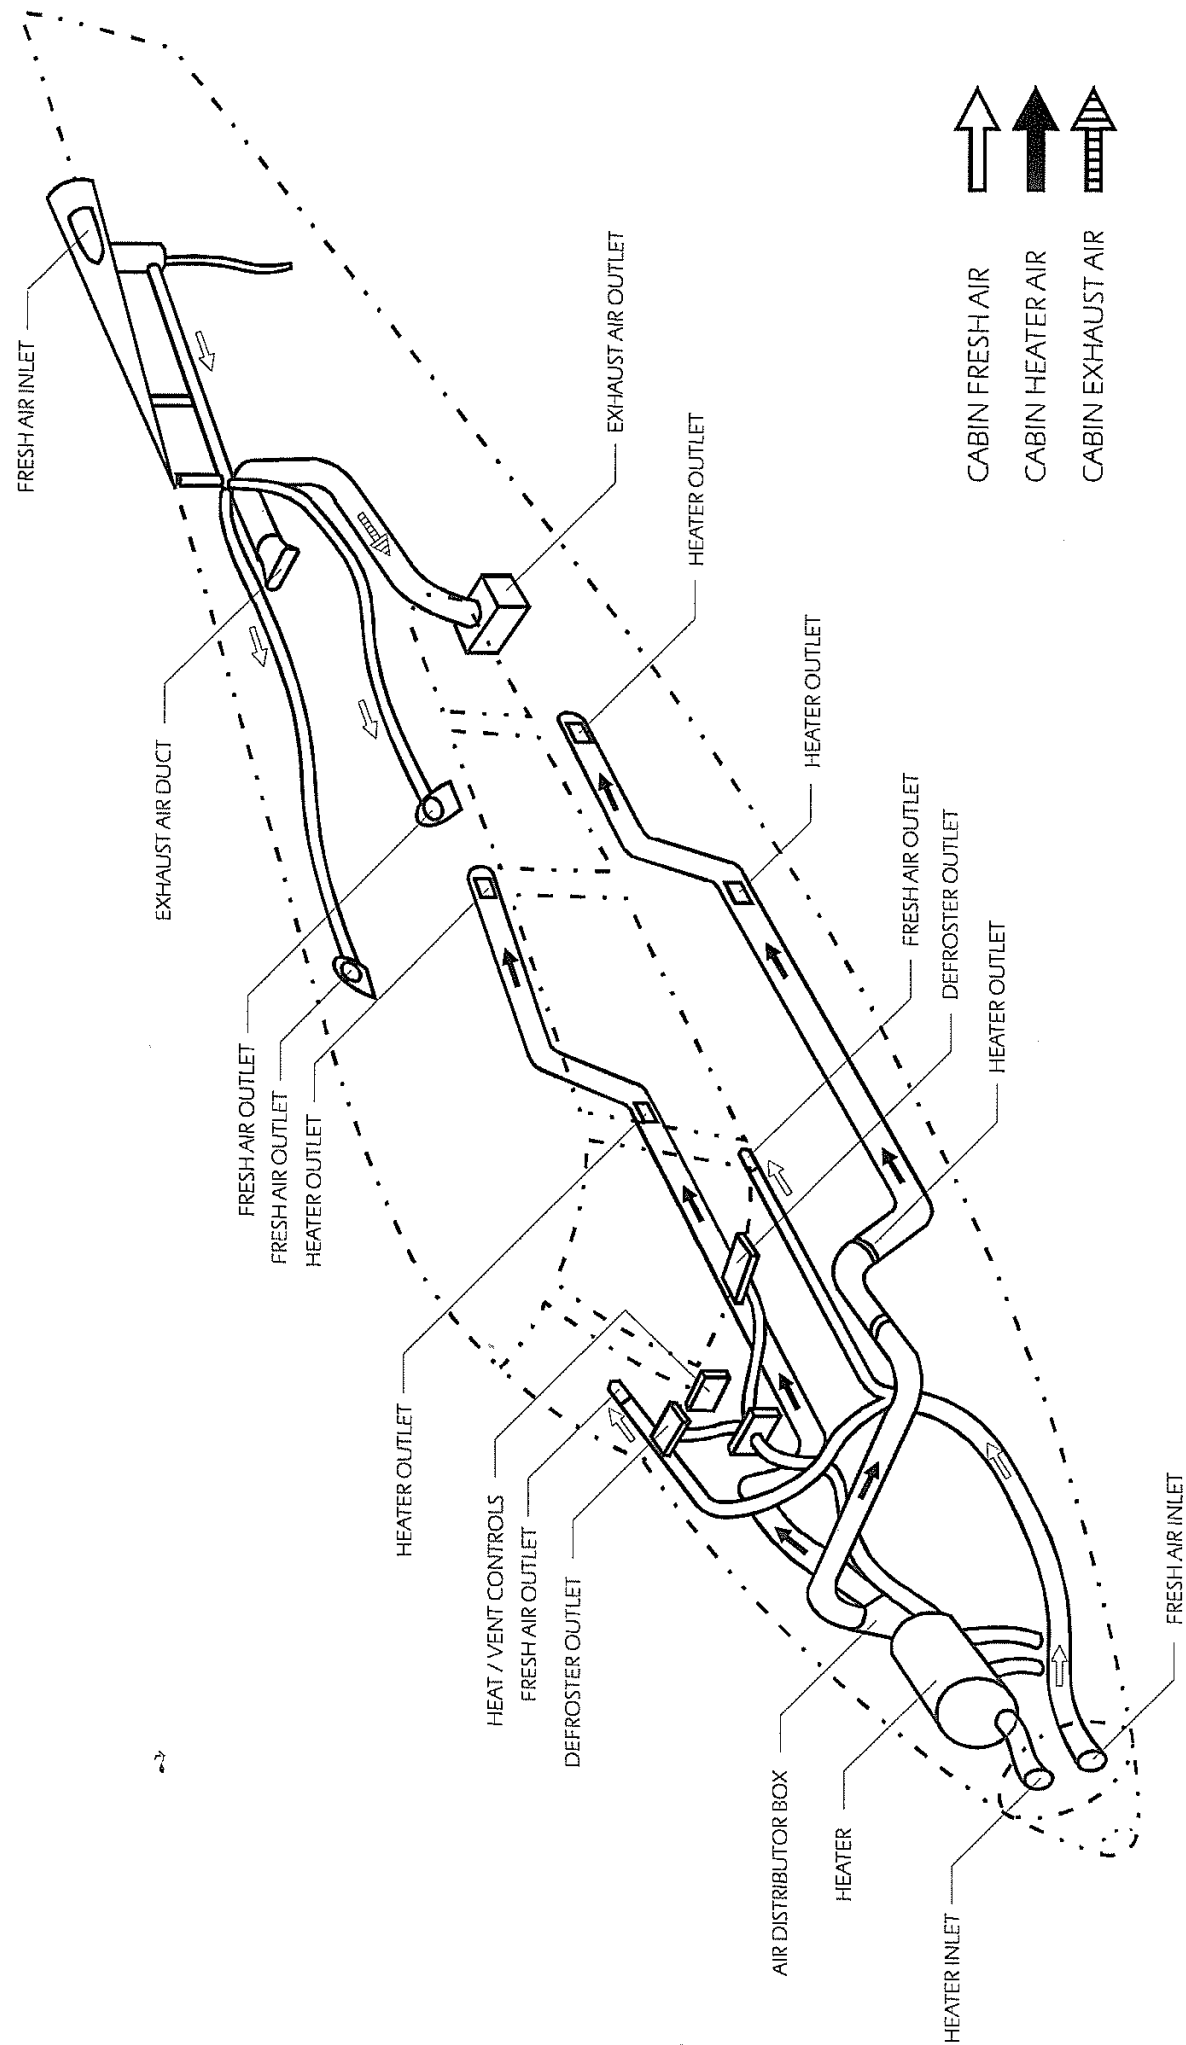 FRESH AIR INLET
EXHAUST AIR DUCT
FRESH AIR OUTLET
FRESH AIR OUTLET
HEATER OUTLET
HEATER OUTLET
HEAT / VENT CONTROLS
FRESH AIR OUTLET
DEFROSTER OUTLET
AIR DISTRIBUTOR BOX
HEATER
HEATER INLET
FRESH AIR INLET
HEATER OUTLET
DEFROSTER OUTLET
FRESH AIR OUTLET
HEATER OUTLET
HEATER OUTLET
EXHAUST AIR OUTLET
CABIN FRESH AIR
CABIN HEATER AIR
CABIN EXHAUST AIR